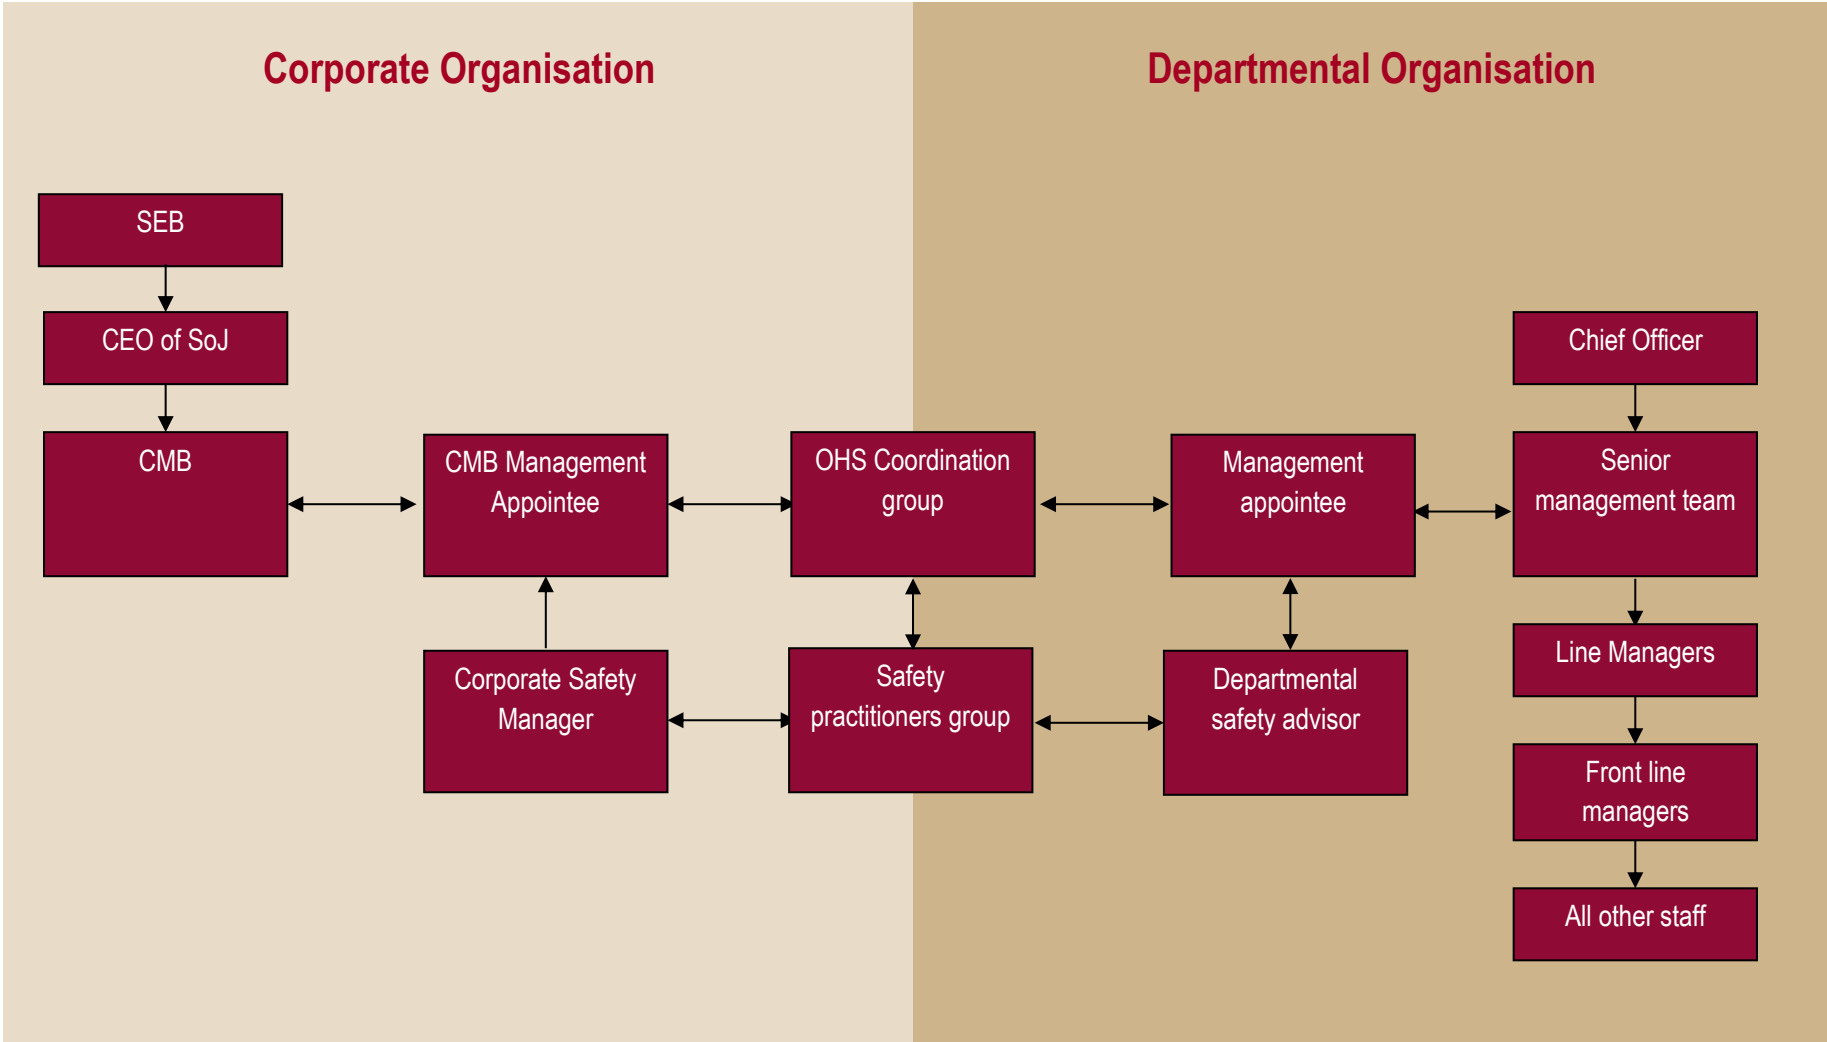 Corporate Organisation
Departmental Organisation
SEB
CEO of SoJ
Chief Officer
CMB
CMB Management
Appointee
OHS Coordination
group
Management
appointee
Senior
management team
Corporate Safety
Manager
Safety
practitioners group
Departmental
safety advisor
Line Managers
Front line
managers
All other staff